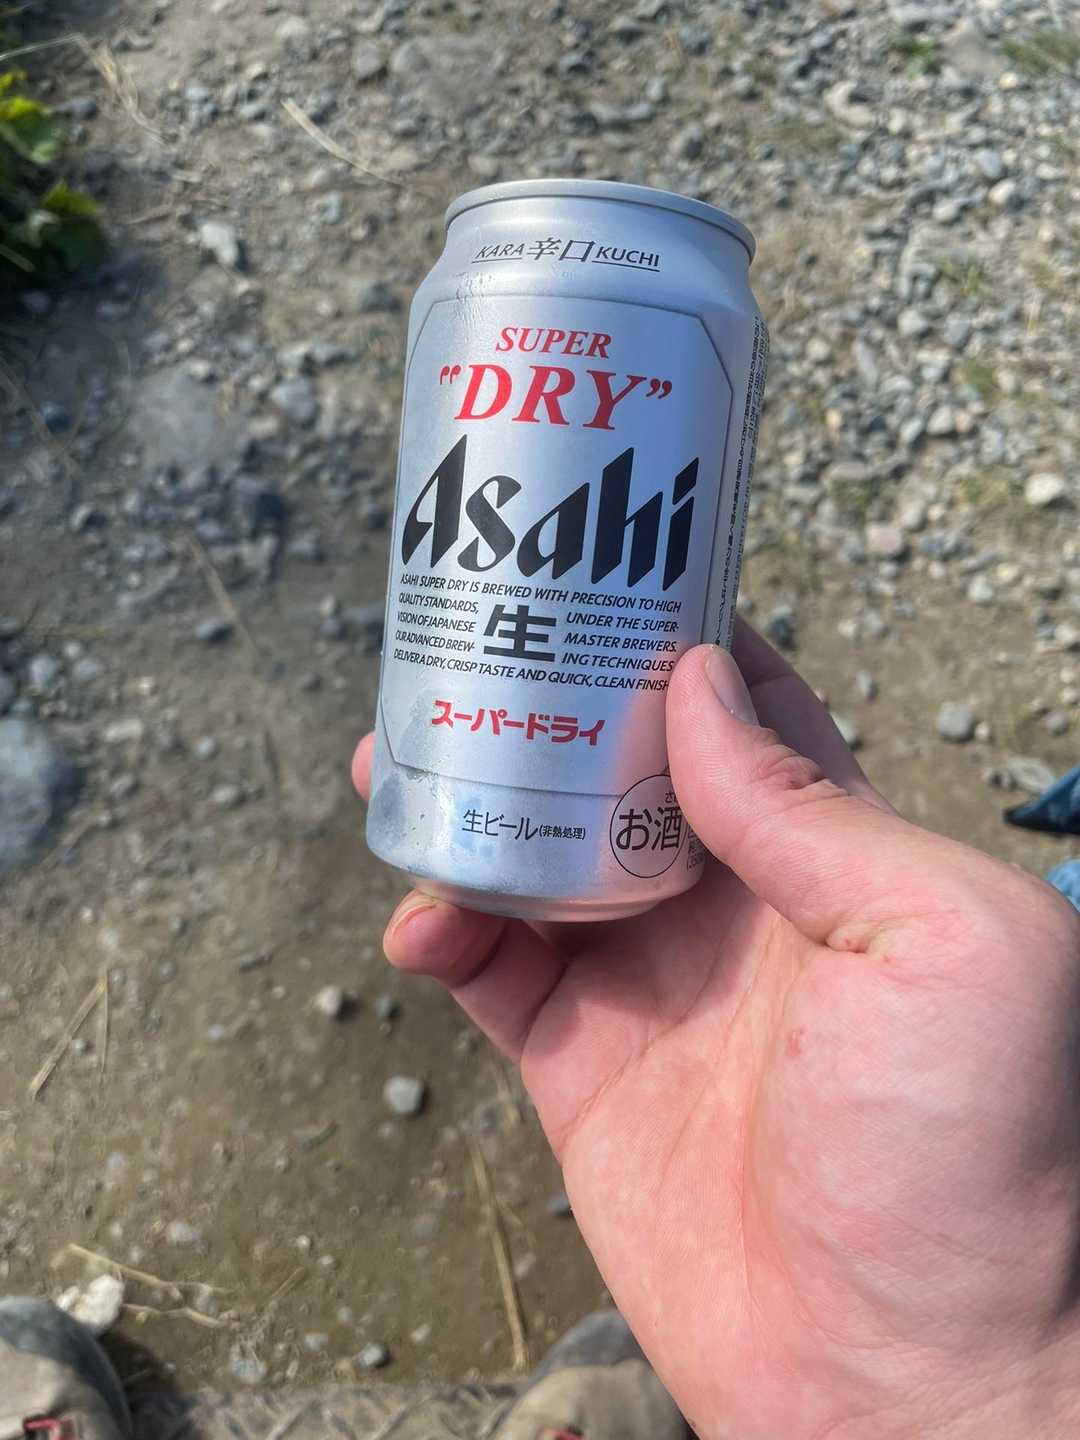 KARA 辛口 KUCHI
SUPER
"DRY"
Asahi
ASAHI SUPER DRY IS BREWED WITH PRECISION TO HIGH
QUALITY STANDARDS, UNDER THE SUPER-
VISION OF JAPANESE MASTER BREWERS.
OUR ADVANCED BREW- ING TECHNIQUES
DELIVER A DRY, CRISP TASTE AND QUICK, CLEAN FINISH
生
スーパードライ
生ビール(非熱処理)
お酒